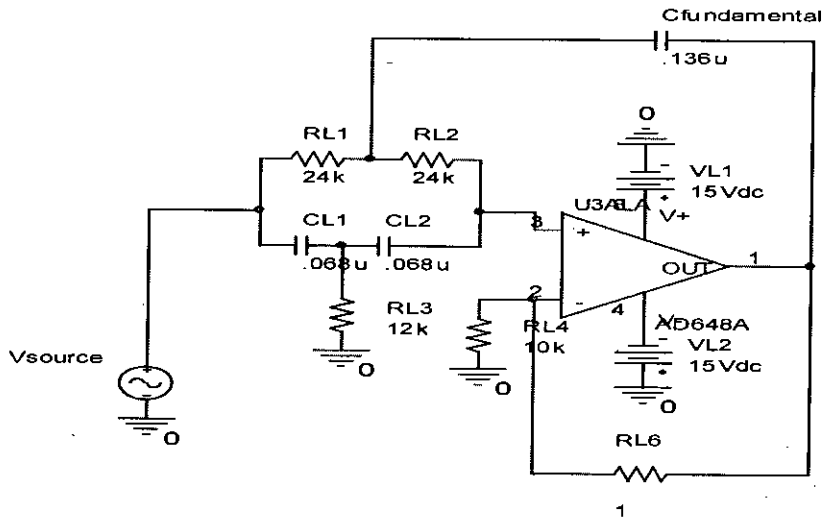 Cfundamental
.136u
0
RL1
RL2
24k
24k
VL1
15Vdc
V+
3
+
CL1
CL2
.068u
.068u
OUT
1
2
-
4
RL3
12k
0
RL4
10k
0
AD648A
VL2
15Vdc
0
Vsource
0
RL6
1